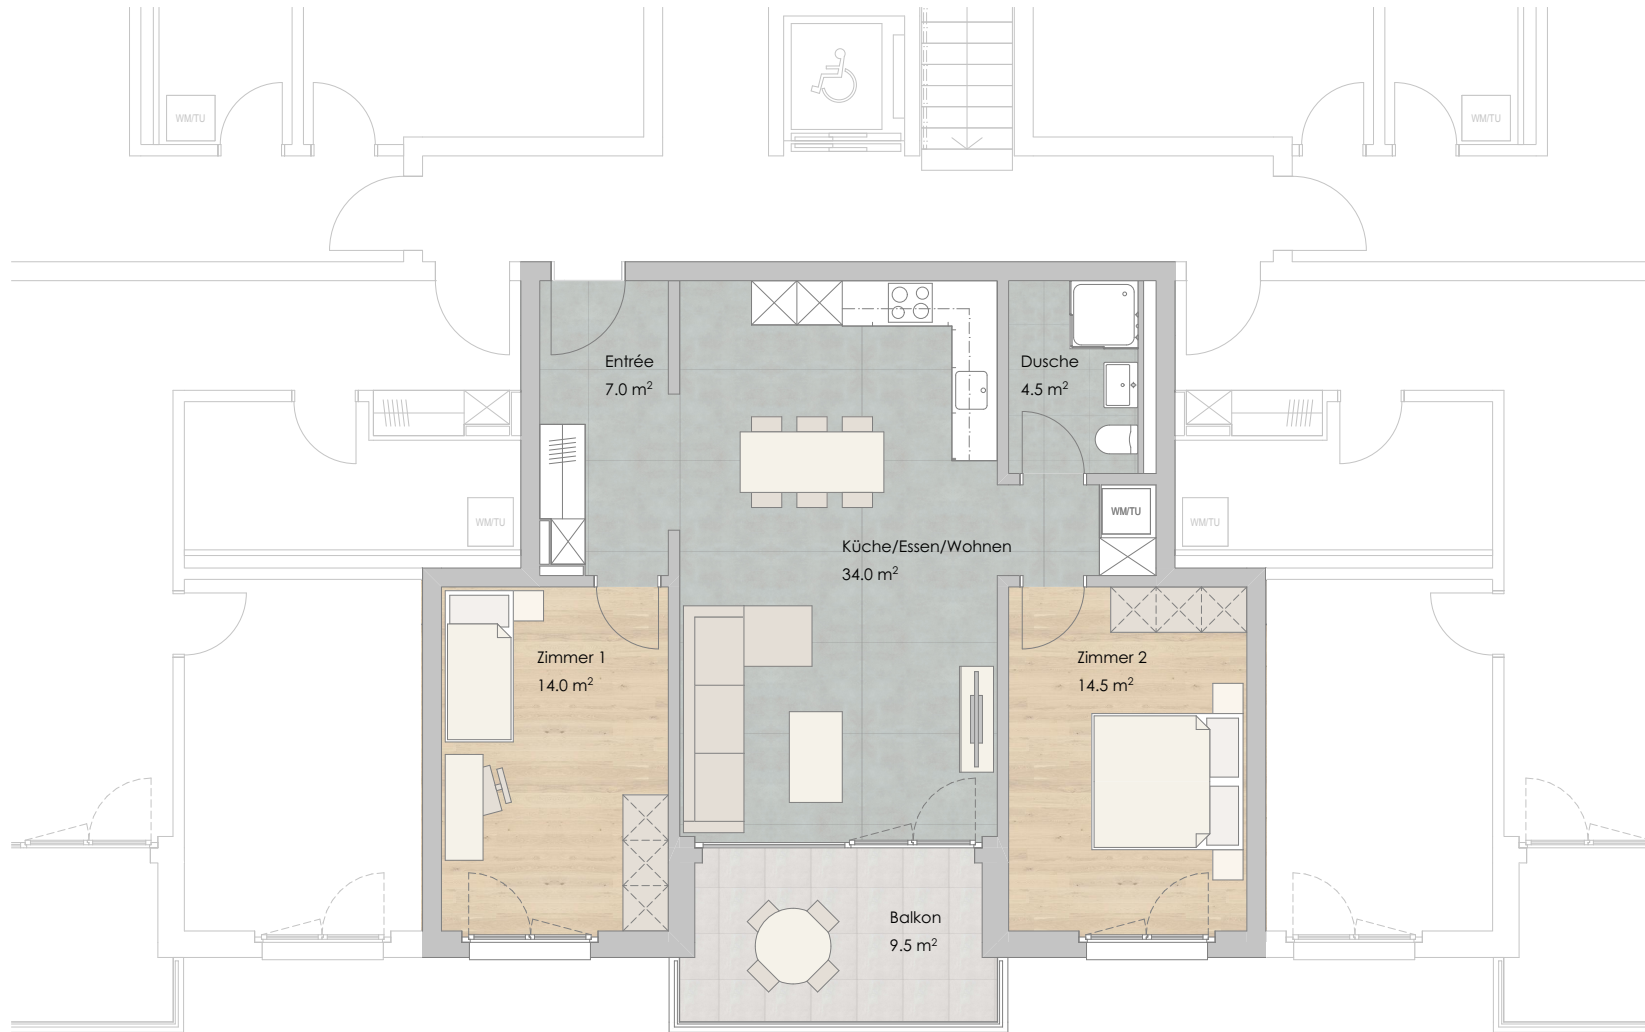 WM/TU
WM/TU
Entrée
7.0 m²
Dusche
4.5 m²
WM/TU
WM/TU
WM/TU
Küche/Essen/Wohnen
34.0 m²
Zimmer 1
14.0 m²
Zimmer 2
14.5 m²
Balkon
9.5 m²